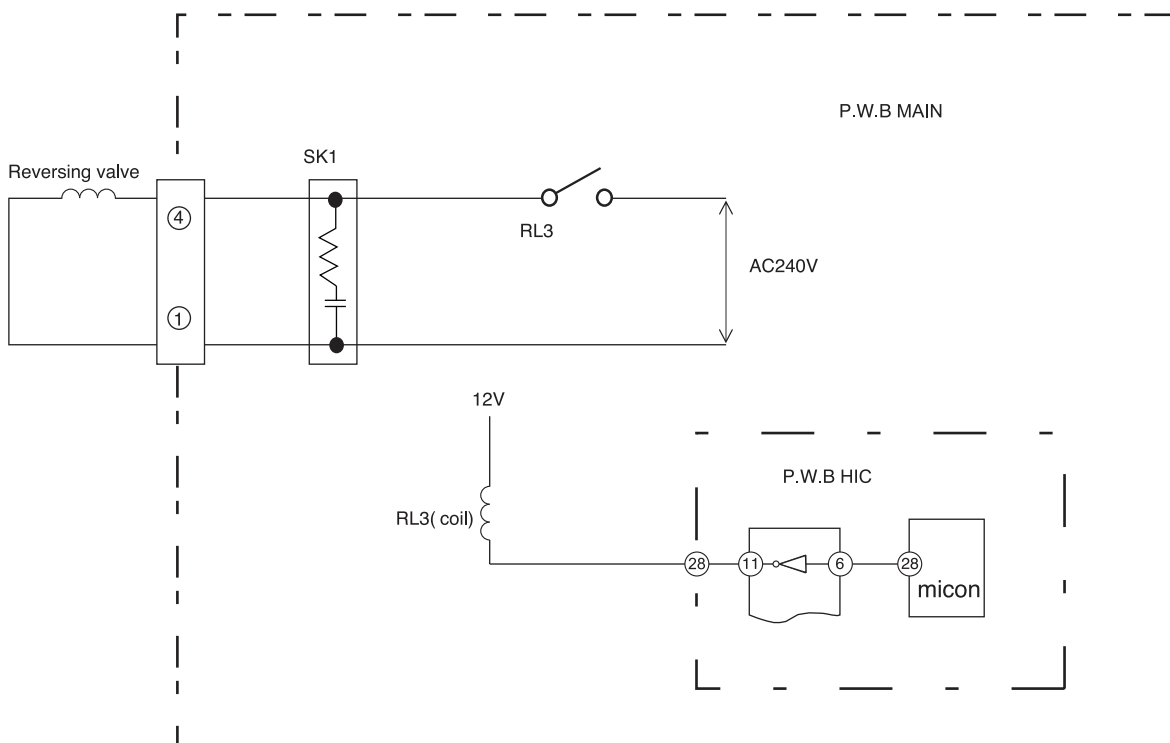 P.W.B MAIN
Reversing valve
SK1
4
RL3
AC240V
1
12V
P.W.B HIC
RL3( coil)
28 11 6 28
micon